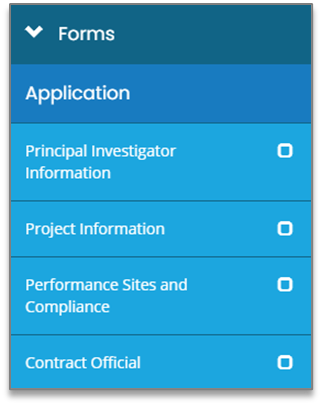 Forms
Application
Principal Investigator
Information
Project Information
Performance Sites and
Compliance
Contract Official